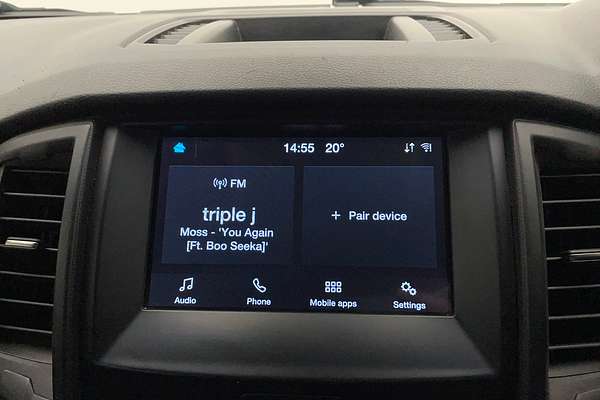 14:55 20°
FM
triple j
Moss - 'You Again
[Ft. Boo Seeka]'
+ Pair device
Audio Phone Mobile apps Settings